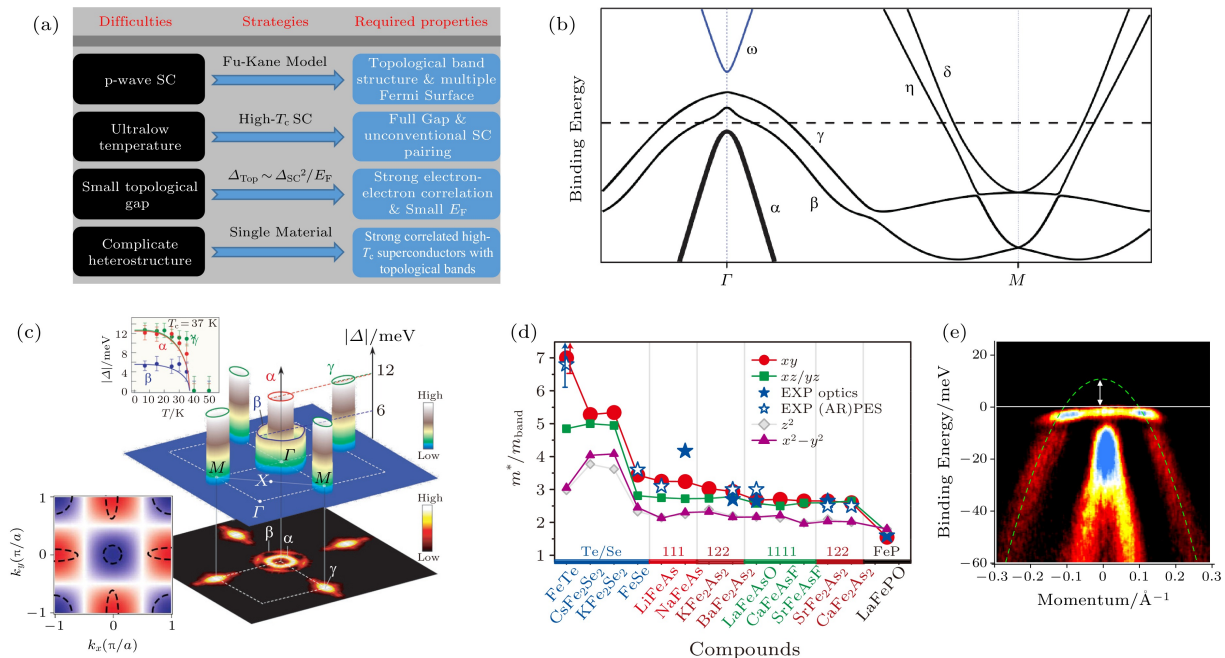 (a)
Difficulties Strategies Required properties
p-wave SC
Fu-Kane Model
Topological band
structure & multiple
Fermi Surface
Ultralow
temperature
High-Tc SC
Full Gap &
unconventional SC
pairing
Small topological
gap
ΔTop ~ ΔSC²/EF
Strong electron-
electron correlation
& Small EF
Complicate
heterostructure
Single Material
Strong correlated high-
Tc superconductors with
topological bands
(b)
Binding Energy
ω
δ
η
γ
β
α
Γ
M
(c)
Tc = 37 K
|Δ|/meV
12
8
4
0
γ
α
β
0 10 20 30 40 50
T/K
|Δ|/meV
12
6
α
γ
β
High
Low
M
Γ
M
X
Γ
High
Low
β
α
γ
ky(π/a)
1
0
−1
−1 0 1
kx(π/a)
(d)
m*/mband
7
6
5
4
3
2
1
xy
xz/yz
EXP optics
EXP (AR)PES
z²
x²−y²
Te/Se 111 122 1111 122 FeP
FeTe
CsFe2Se2
KFe2Se2
FeSe
LiFeAs
NaFeAs
KFe2As2
BaFe2As2
LaFeAsO
CaFeAsF
SrFeAsF
SrFe2As2
CaFe2As2
LaFePO
Compounds
(e)
Binding Energy/meV
20
0
−20
−40
−60
−0.3 −0.2 −0.1 0 0.1 0.2 0.3
Momentum/Å⁻¹